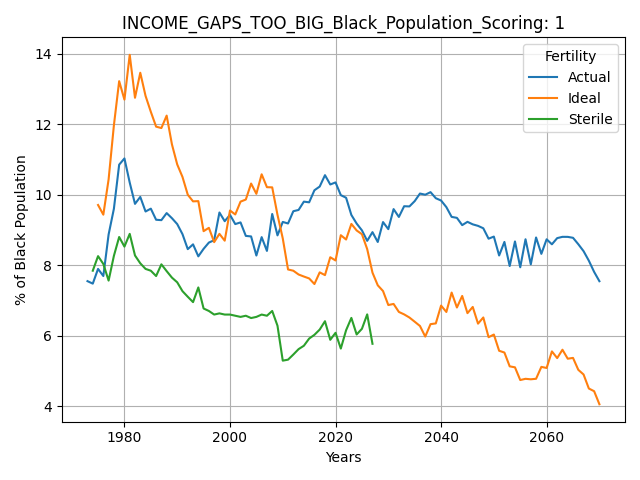 INCOME_GAPS_TOO_BIG_Black_Population_Scoring: 1
Fertility
Actual
Ideal
Sterile
% of Black Population
14
12
10
8
6
4
1980 2000 2020 2040 2060
Years